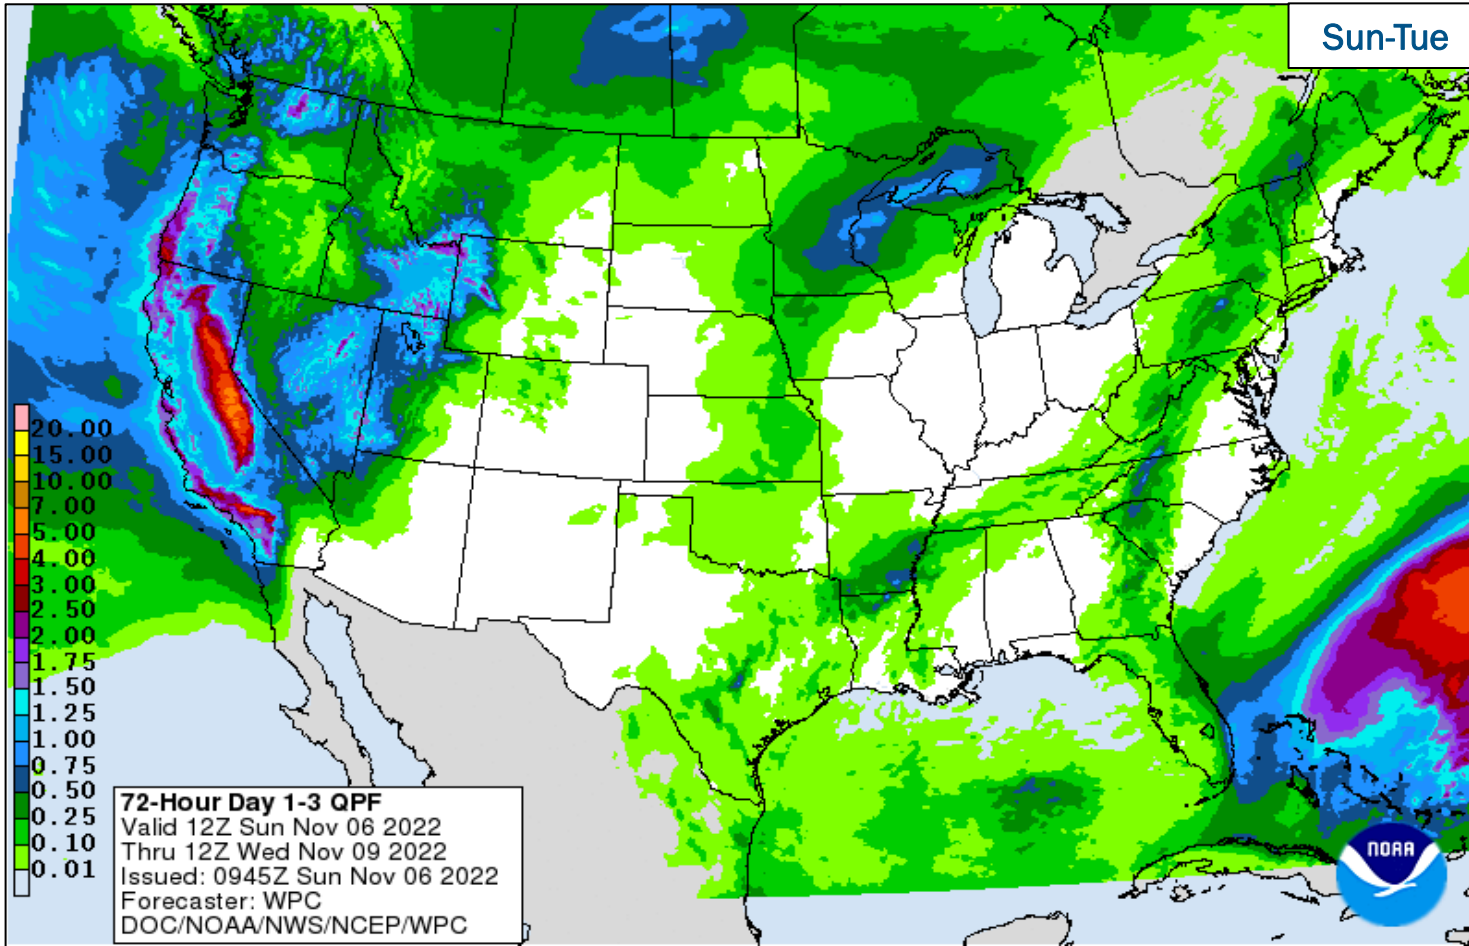 Sun-Tue
20.00
15.00
10.00
7.00
5.00
4.00
3.00
2.50
2.00
1.75
1.50
1.25
1.00
0.75
0.50
0.25
0.10
0.01
72-Hour Day 1-3 QPF
Valid 12Z Sun Nov 06 2022
Thru 12Z Wed Nov 09 2022
Issued: 0945Z Sun Nov 06 2022
Forecaster: WPC
DOC/NOAA/NWS/NCEP/WPC
NOAA